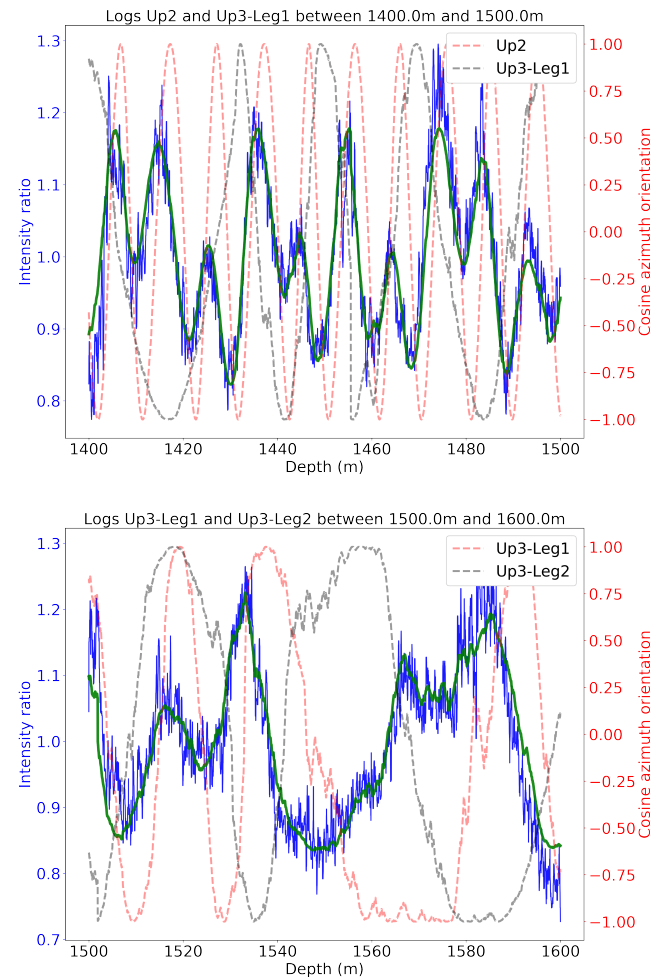 Logs Up2 and Up3-Leg1 between 1400.0m and 1500.0m
Up2
Up3-Leg1
1.3
1.2
1.1
1.0
0.9
0.8
Intensity ratio
1.00
0.75
0.50
0.25
0.00
−0.25
−0.50
−0.75
−1.00
Cosine azimuth orientation
1400 1420 1440 1460 1480 1500
Depth (m)
Logs Up3-Leg1 and Up3-Leg2 between 1500.0m and 1600.0m
Up3-Leg1
Up3-Leg2
1.3
1.2
1.1
1.0
0.9
0.8
0.7
Intensity ratio
1.00
0.75
0.50
0.25
0.00
−0.25
−0.50
−0.75
−1.00
Cosine azimuth orientation
1500 1520 1540 1560 1580 1600
Depth (m)